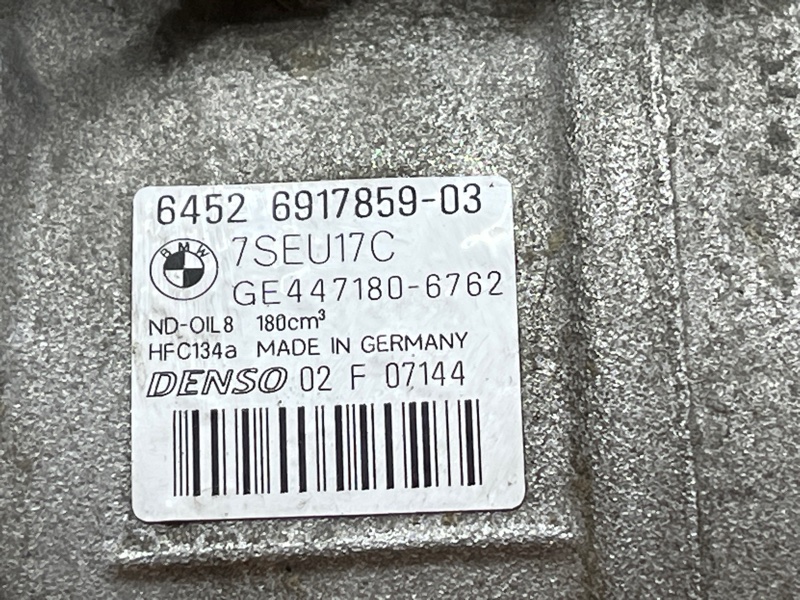 6452 6917859-03
BMW 7SEU17C
GE447180-6762
ND-OIL8 180cm³
HFC134a MADE IN GERMANY
DENSO 02 F 07144